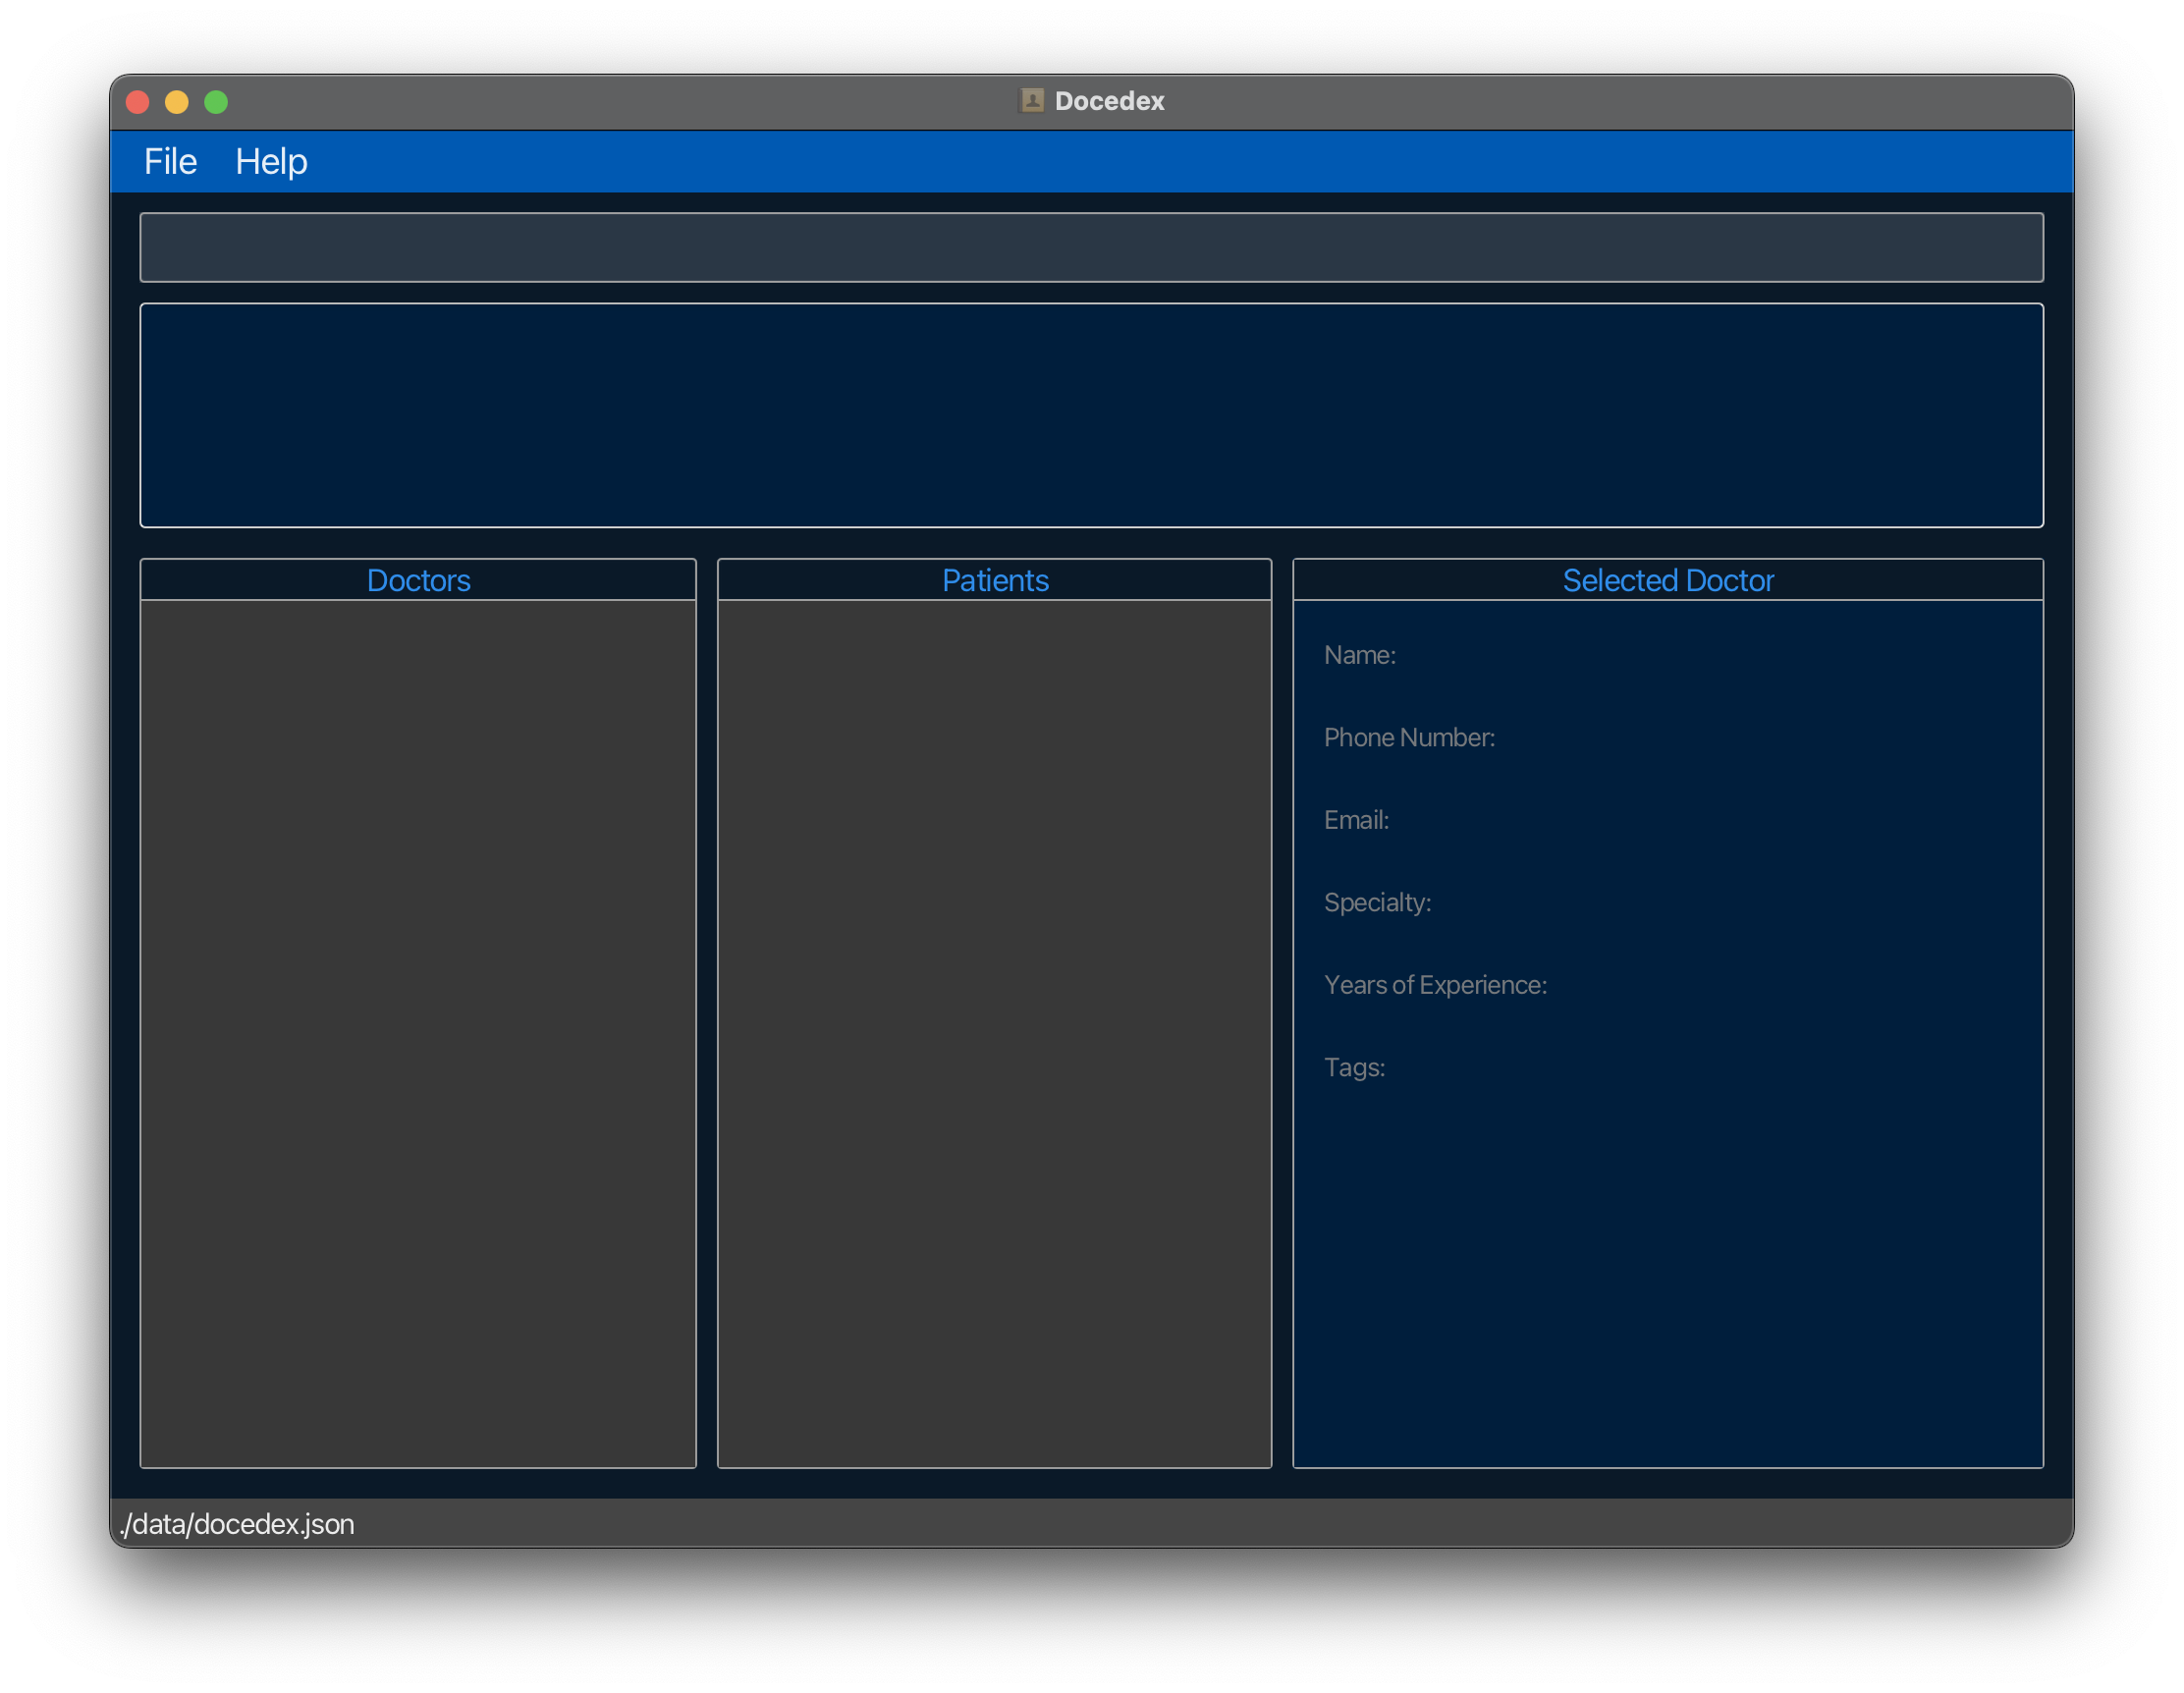 Docedex
File Help
Doctors
Patients
Selected Doctor
Name:
Phone Number:
Email:
Specialty:
Years of Experience:
Tags:
./data/docedex.json